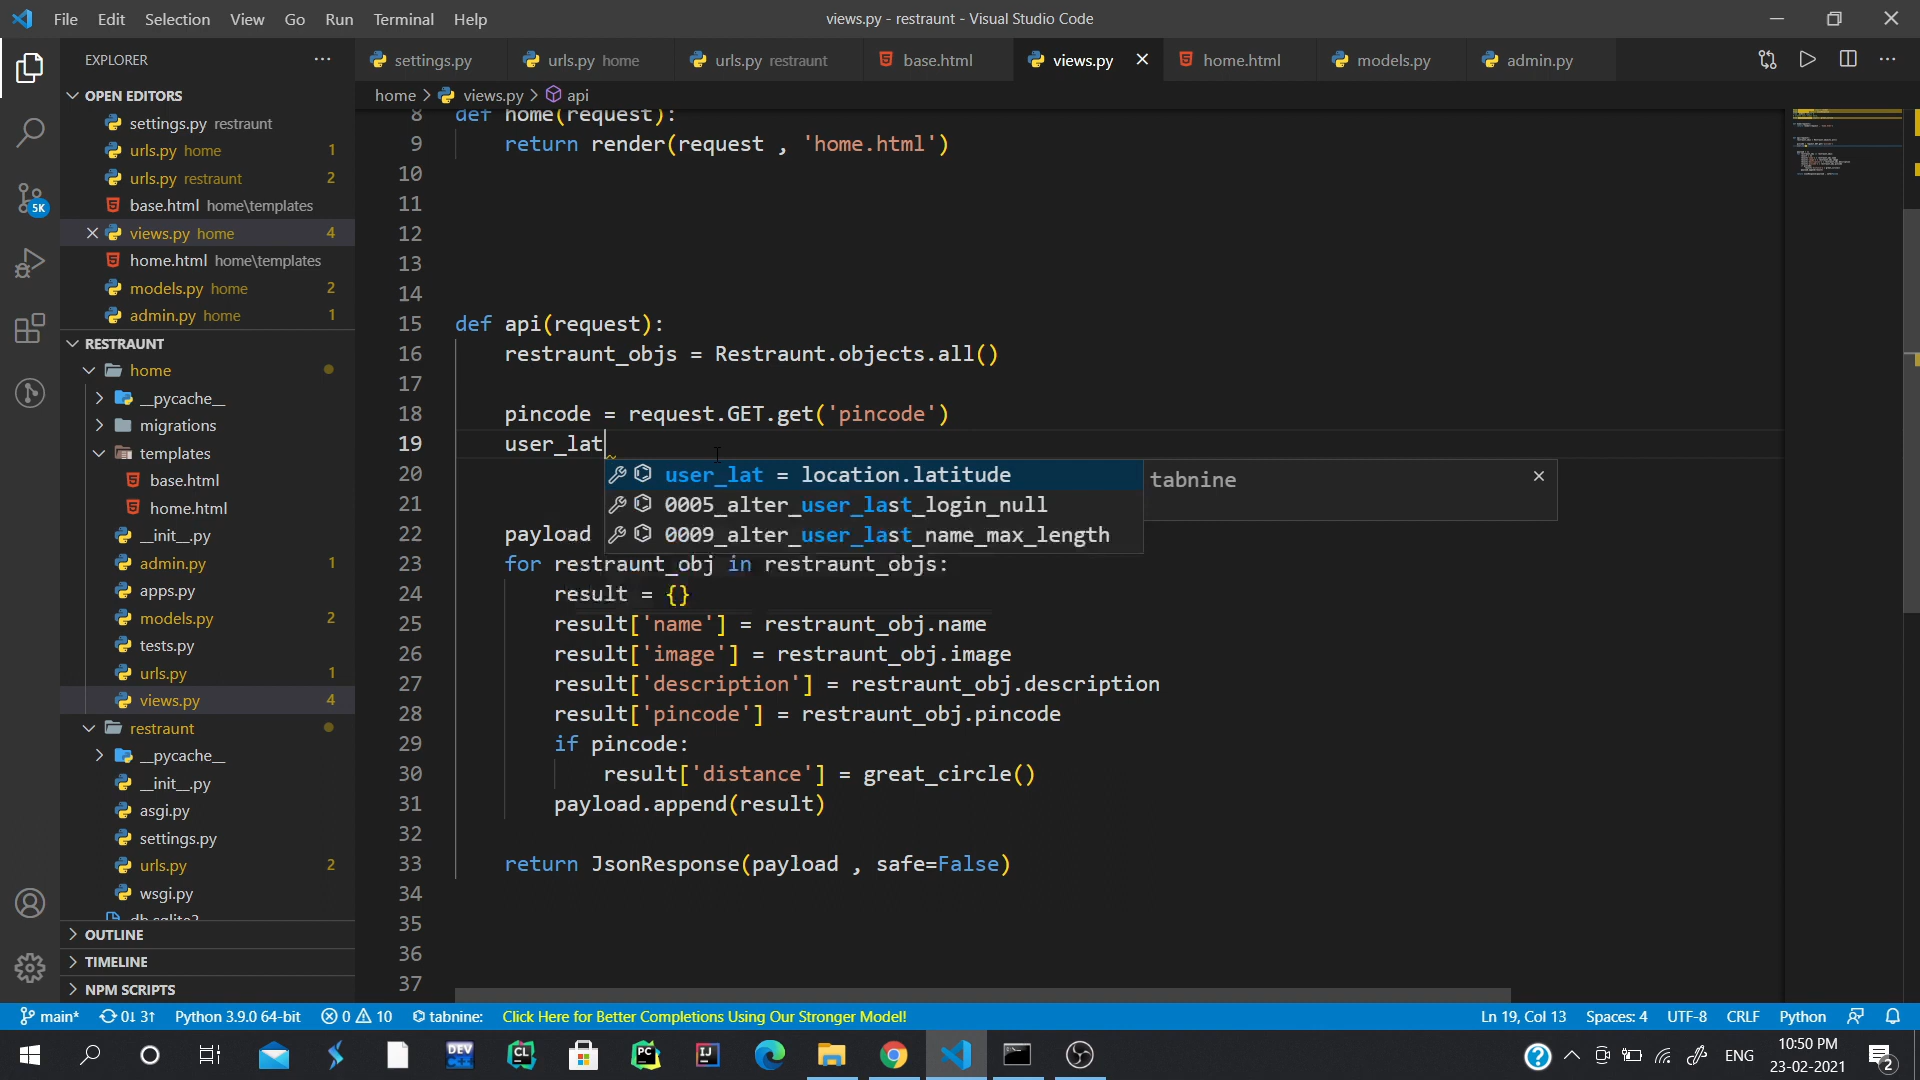 File Edit Selection View Go Run Terminal Help
views.py - restraunt - Visual Studio Code
EXPLORER
settings.py
urls.py home
urls.py restraunt
base.html
views.py
home.html
models.py
admin.py
home > views.py > api
OPEN EDITORS
settings.py restraunt
urls.py home 1
urls.py restraunt 2
base.html home\templates
views.py home 4
home.html home\templates
models.py home 2
admin.py home 1
RESTRAUNT
home
__pycache__
migrations
templates
base.html
home.html
__init__.py
admin.py 1
apps.py
models.py 2
tests.py
urls.py 1
views.py 4
restraunt
__pycache__
__init__.py
asgi.py
settings.py
urls.py 2
wsgi.py
db.sqlite3
OUTLINE
TIMELINE
NPM SCRIPTS
5K
8 def home(request):
9 return render(request , 'home.html')
10
11
12
13
14
15 def api(request):
16 restraunt_objs = Restraunt.objects.all()
17
18 pincode = request.GET.get('pincode')
19 user_lat
20
21
22 payload
23 for restraunt_obj in restraunt_objs:
24 result = {}
25 result['name'] = restraunt_obj.name
26 result['image'] = restraunt_obj.image
27 result['description'] = restraunt_obj.description
28 result['pincode'] = restraunt_obj.pincode
29 if pincode:
30 result['distance'] = great_circle()
31 payload.append(result)
32
33 return JsonResponse(payload , safe=False)
34
35
36
37
user_lat = location.latitude
0005_alter_user_last_login_null
0009_alter_user_last_name_max_length
tabnine
main* 0↓ 3↑ Python 3.9.0 64-bit 0 10 tabnine: Click Here for Better Completions Using Our Stronger Model!
Ln 19, Col 13 Spaces: 4 UTF-8 CRLF Python
DEV C++
CL
PC
IJ
ENG
10:50 PM
23-02-2021
2